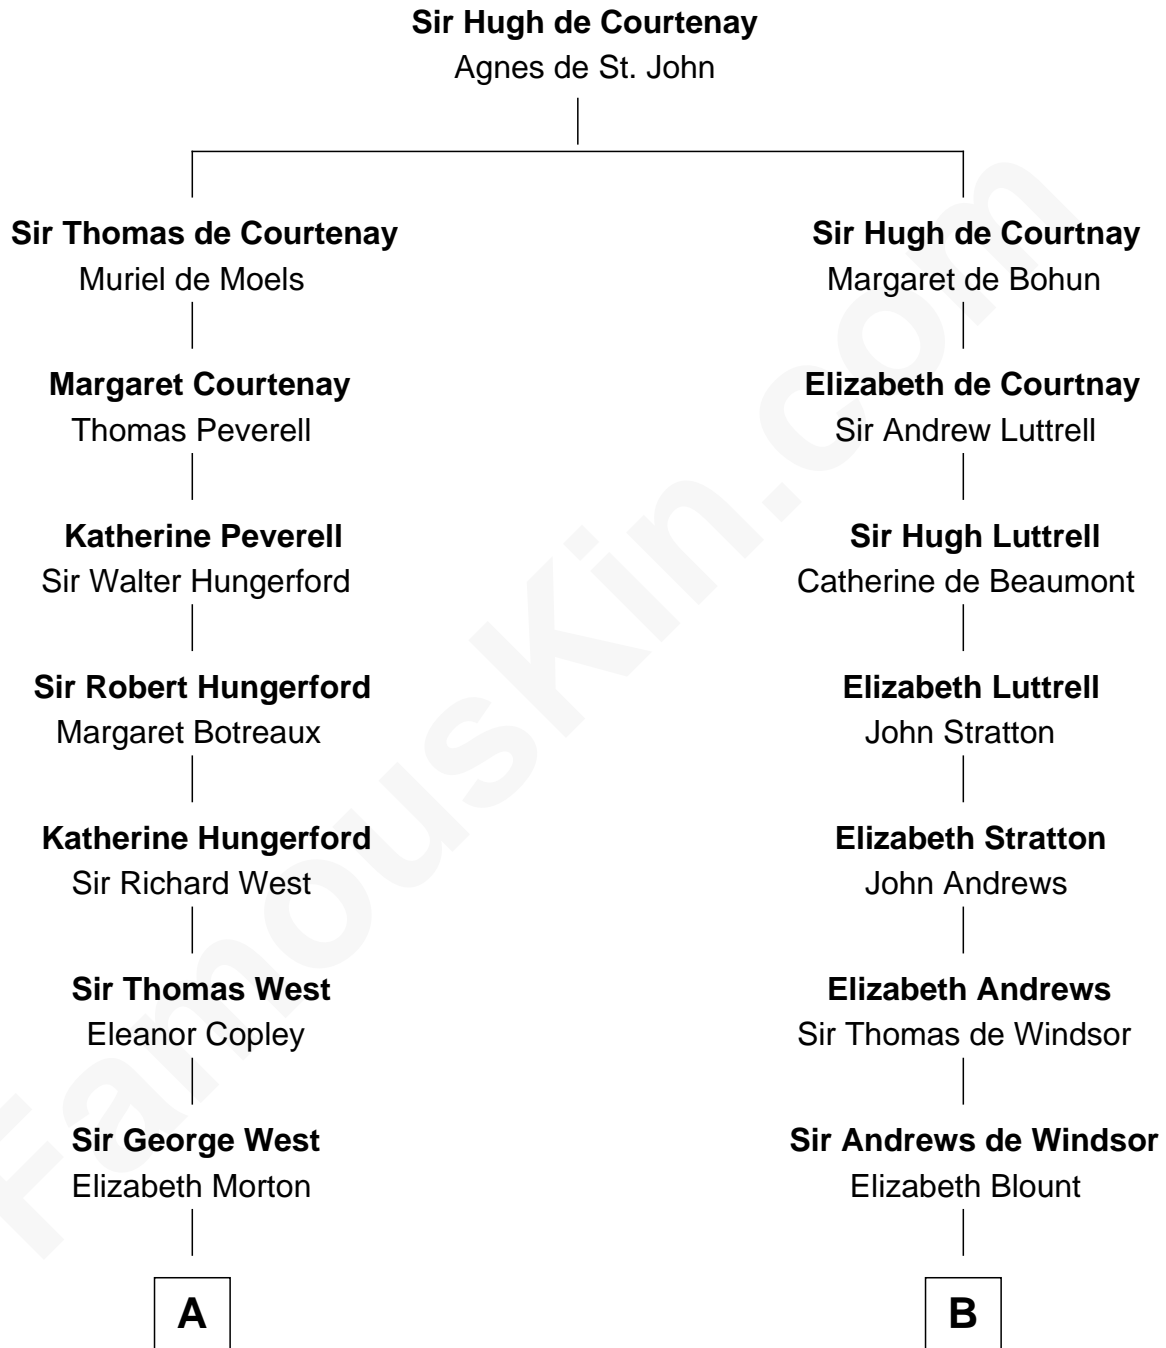 Sir Hugh de Courtenay
Agnes de St. John
Sir Thomas de Courtenay
Muriel de Moels
Margaret Courtenay
Thomas Peverell
Katherine Peverell
Sir Walter Hungerford
Sir Robert Hungerford
Margaret Botreaux
Katherine Hungerford
Sir Richard West
Sir Thomas West
Eleanor Copley
Sir George West
Elizabeth Morton
A
Sir Hugh de Courtnay
Margaret de Bohun
Elizabeth de Courtnay
Sir Andrew Luttrell
Sir Hugh Luttrell
Catherine de Beaumont
Elizabeth Luttrell
John Stratton
Elizabeth Stratton
John Andrews
Elizabeth Andrews
Sir Thomas de Windsor
Sir Andrews de Windsor
Elizabeth Blount
B
FamousKin.com